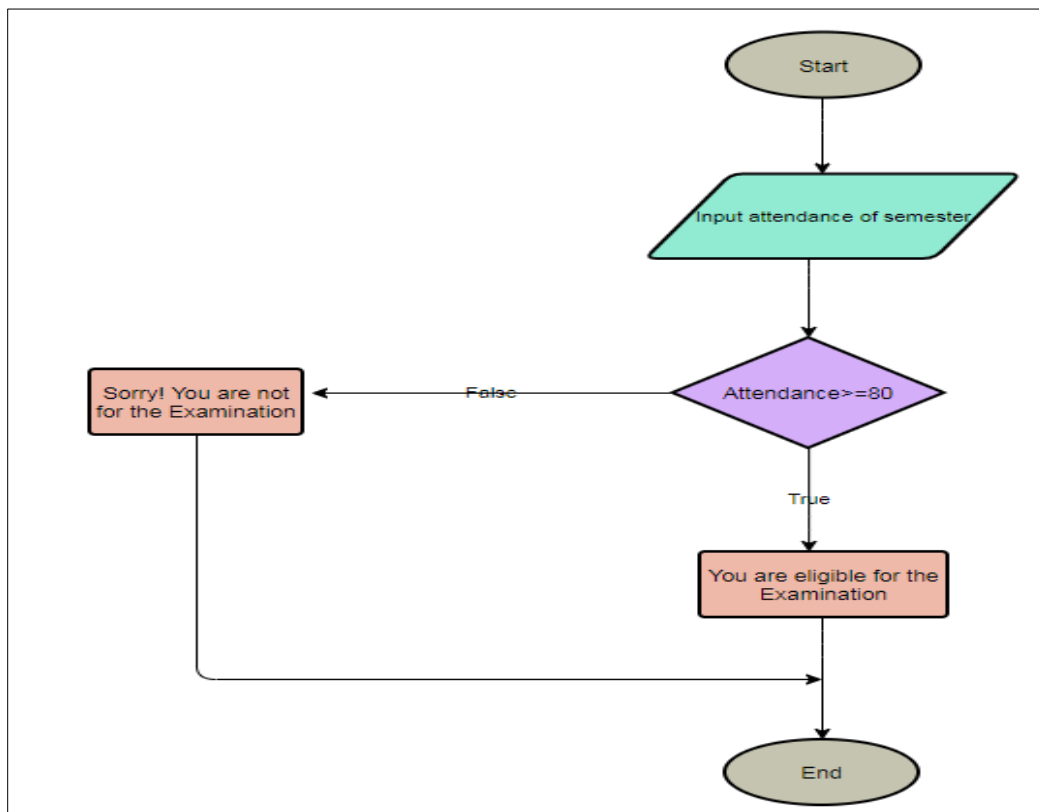 Start
Input attendance of semester
Attendance>=80
False
Sorry! You are not
for the Examination
True
You are eligible for the
Examination
End